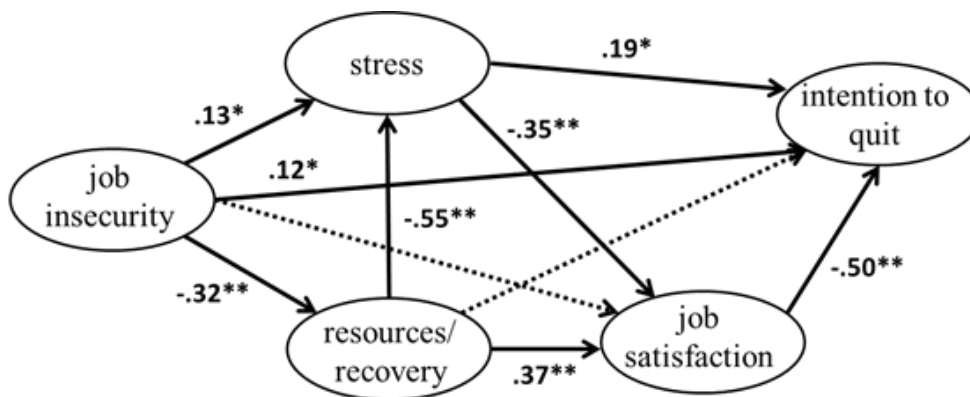 stress
.19*
intention to
quit
.13*
-.35**
.12*
job
insecurity
-.55**
-.50**
-.32**
resources/
recovery
job
satisfaction
.37**